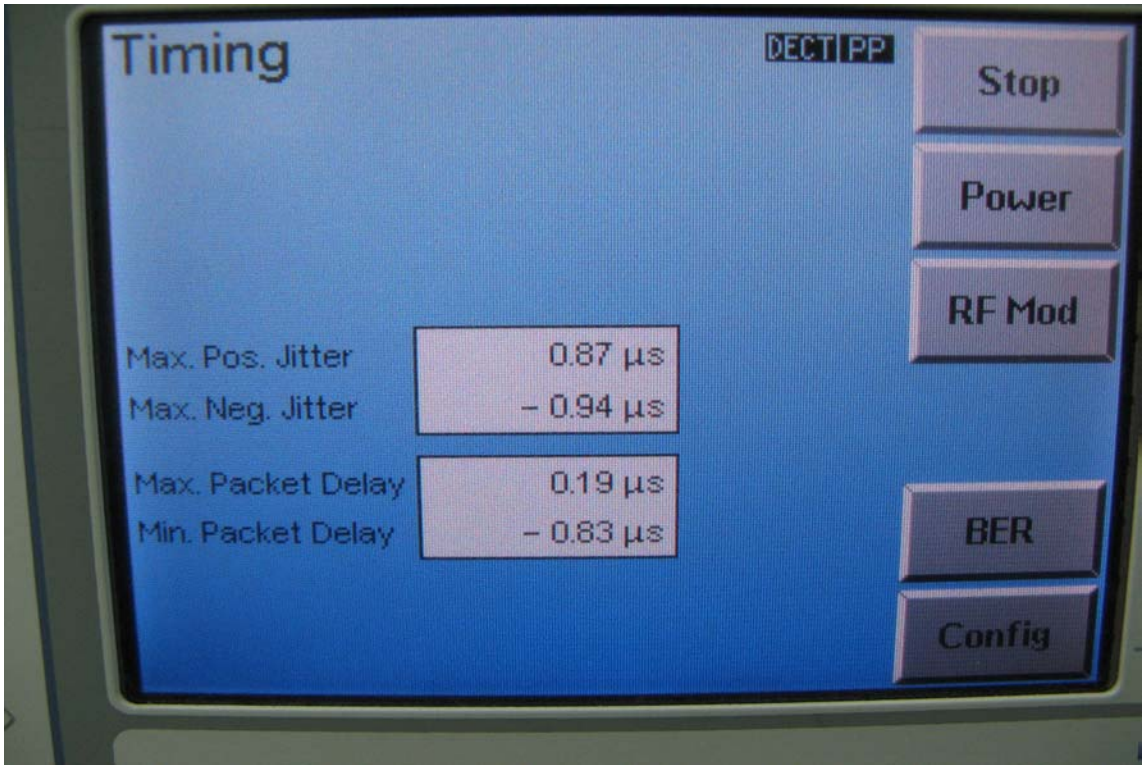 Timing
DECT PP
Stop
Power
RF Mod
Max. Pos. Jitter 0.87 µs
Max. Neg. Jitter - 0.94 µs
Max. Packet Delay 0.19 µs
Min. Packet Delay - 0.83 µs
BER
Config